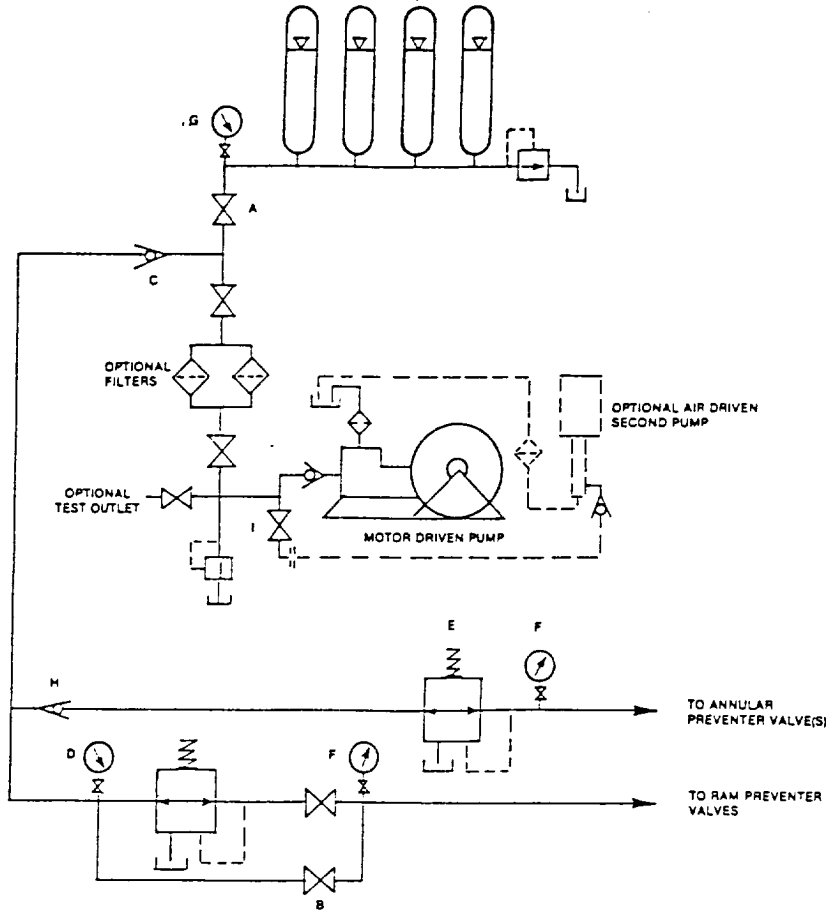 G
A
C
OPTIONAL
FILTERS
OPTIONAL AIR DRIVEN
SECOND PUMP
OPTIONAL
TEST OUTLET
I
MOTOR DRIVEN PUMP
E
F
H
TO ANNULAR
PREVENTER VALVE(S)
D
F
TO RAM PREVENTER
VALVES
B